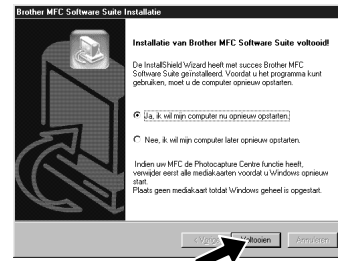 Brother MFC Software Suite Installatie
Installatie van Brother MFC Software Suite voltooid!
De InstallShield Wizard heeft met succes Brother MFC
Software Suite geïnstalleerd. Voordat u het programma kunt
gebruiken, moet u de computer opnieuw opstarten.
Ja, ik wil mijn computer nu opnieuw opstarten.
Nee, ik wil mijn computer later opnieuw opstarten.
Indien uw MFC de Photocapture Centre functie heeft,
verwijder eerst alle mediakaarten voordat u Windows opnieuw
start.
Plaats geen mediakaart totdat Windows geheel is opgestart.
Voltooien
Annuleren